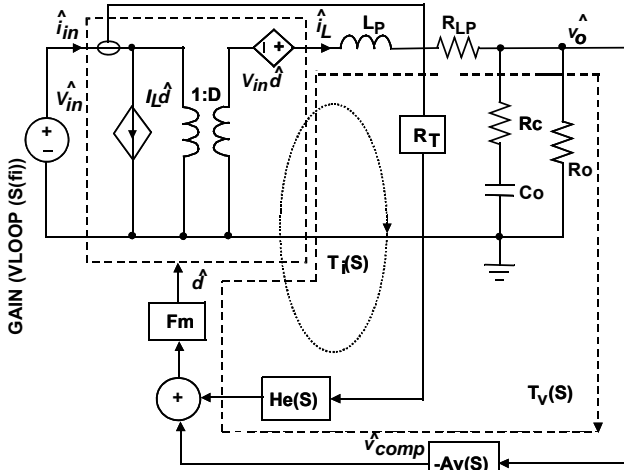 î_in
î_L
L_P
R_LP
v̂_o
V_in d̂
V̂_in
I_L d̂
1:D
+
−
R_T
Rc
Ro
Co
GAIN (VLOOP (S(fi))
T_i(S)
d̂
Fm
T_v(S)
+
He(S)
v̂_comp
-Av(S)